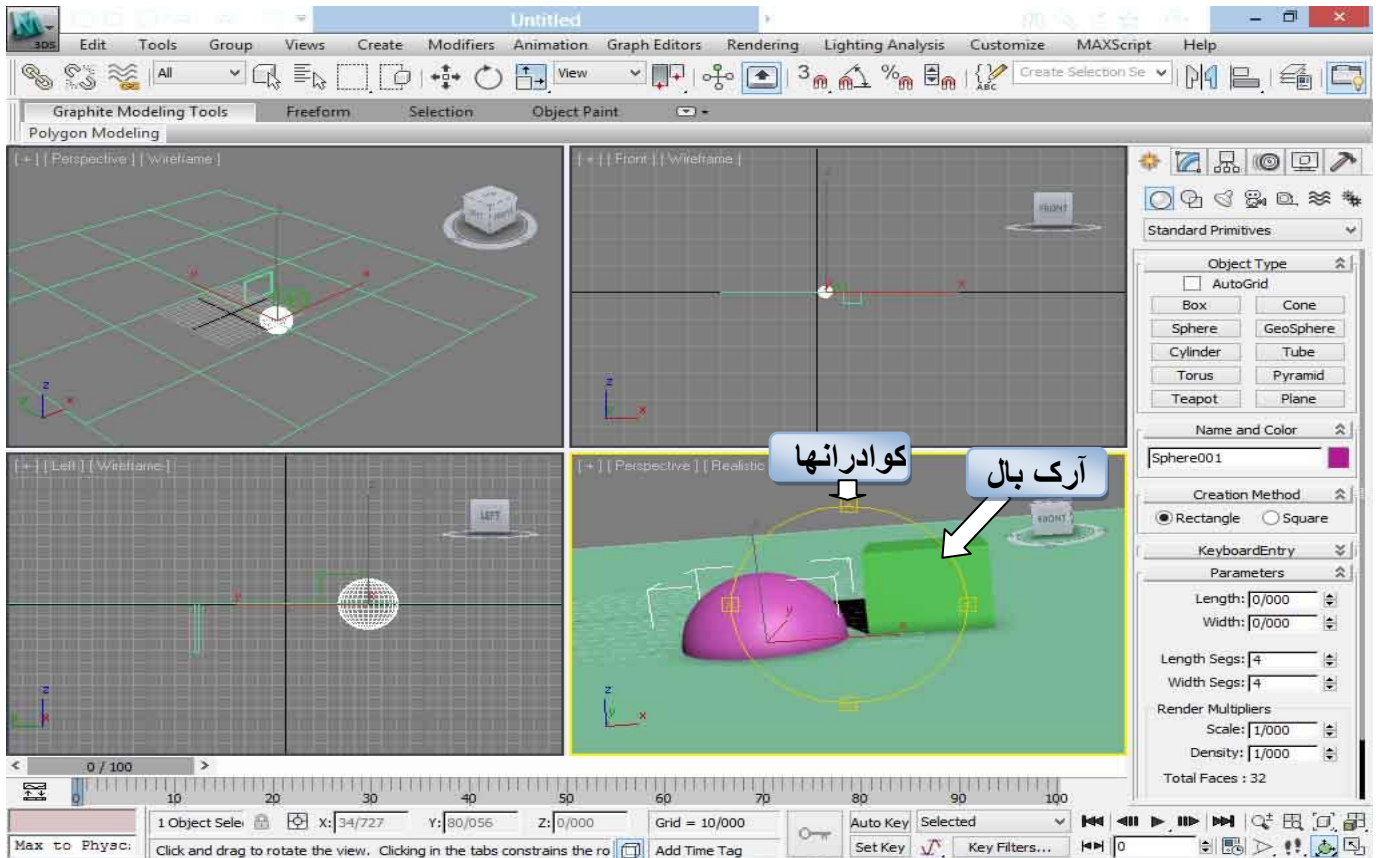 Untitled
3DS Edit Tools Group Views Create Modifiers Animation Graph Editors Rendering Lighting Analysis Customize MAXScript Help
All View 3 % ABC Create Selection Se
Graphite Modeling Tools Freeform Selection Object Paint
Polygon Modeling
[ + ] [ Perspective ] [ Wireframe ]
[ + ] [ Front ] [ Wireframe ]
FRONT
x
y
x
z
x
z
y
x
Standard Primitives
Object Type
AutoGrid
Box Cone
Sphere GeoSphere
Cylinder Tube
Torus Pyramid
Teapot Plane
Name and Color
Sphere001
Creation Method
Rectangle Square
KeyboardEntry
Parameters
Length: 0/000
Width: 0/000
Length Segs: 4
Width Segs: 4
Render Multipliers
Scale: 1/000
Density: 1/000
Total Faces : 32
[ + ] [ Left ] [ Wireframe ]
LEFT
z
[ + ] [ Perspective ] [ Realistic
کوادرانها
آرک بال
FRONT
y
x
z
y
x
0 / 100
0 10 20 30 40 50 60 70 80 90 100
1 Object Sele X: 34/727 Y: 80/056 Z: 0/000 Grid = 10/000 Auto Key Selected
Max to Physc: Click and drag to rotate the view. Clicking in the tabs constrains the ro Add Time Tag Set Key Key Filters... 0